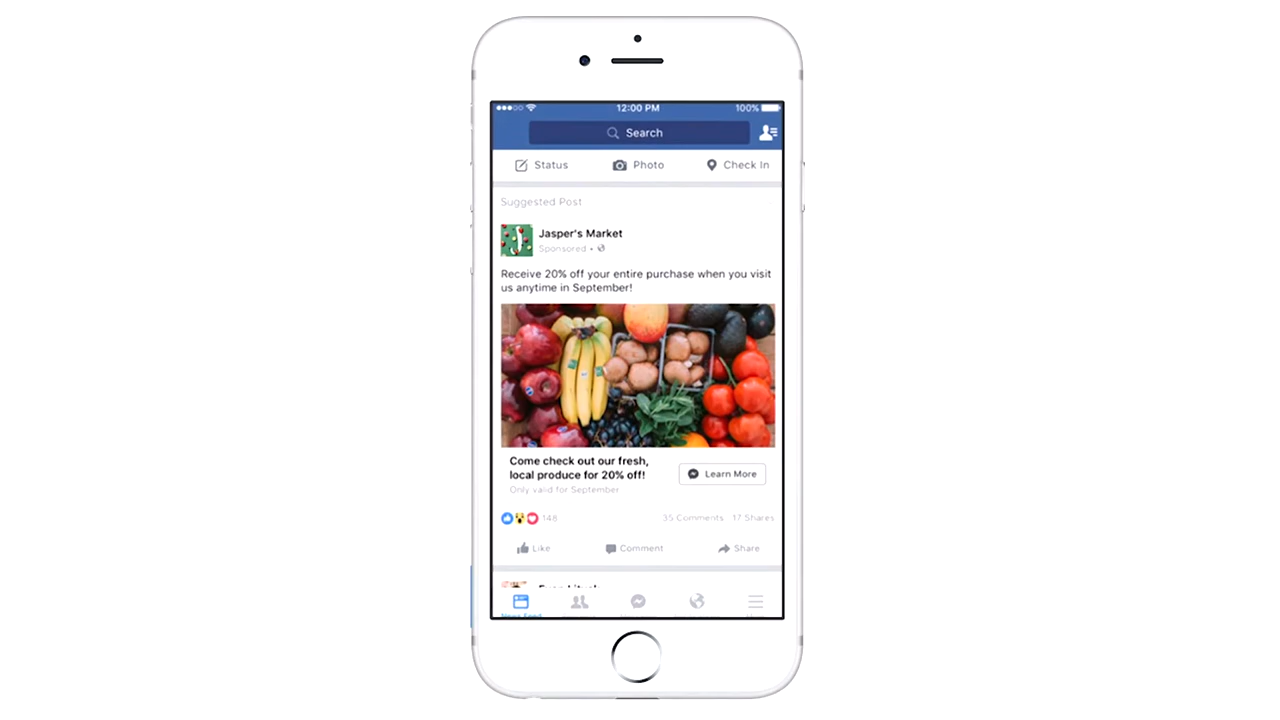 12:00 PM 100%
Search
Status Photo Check In
Suggested Post
Jasper's Market
Sponsored •
Receive 20% off your entire purchase when you visit
us anytime in September!
Come check out our fresh,
local produce for 20% off!
Only valid for September
Learn More
148 35 Comments · 17 Shares
Like Comment Share